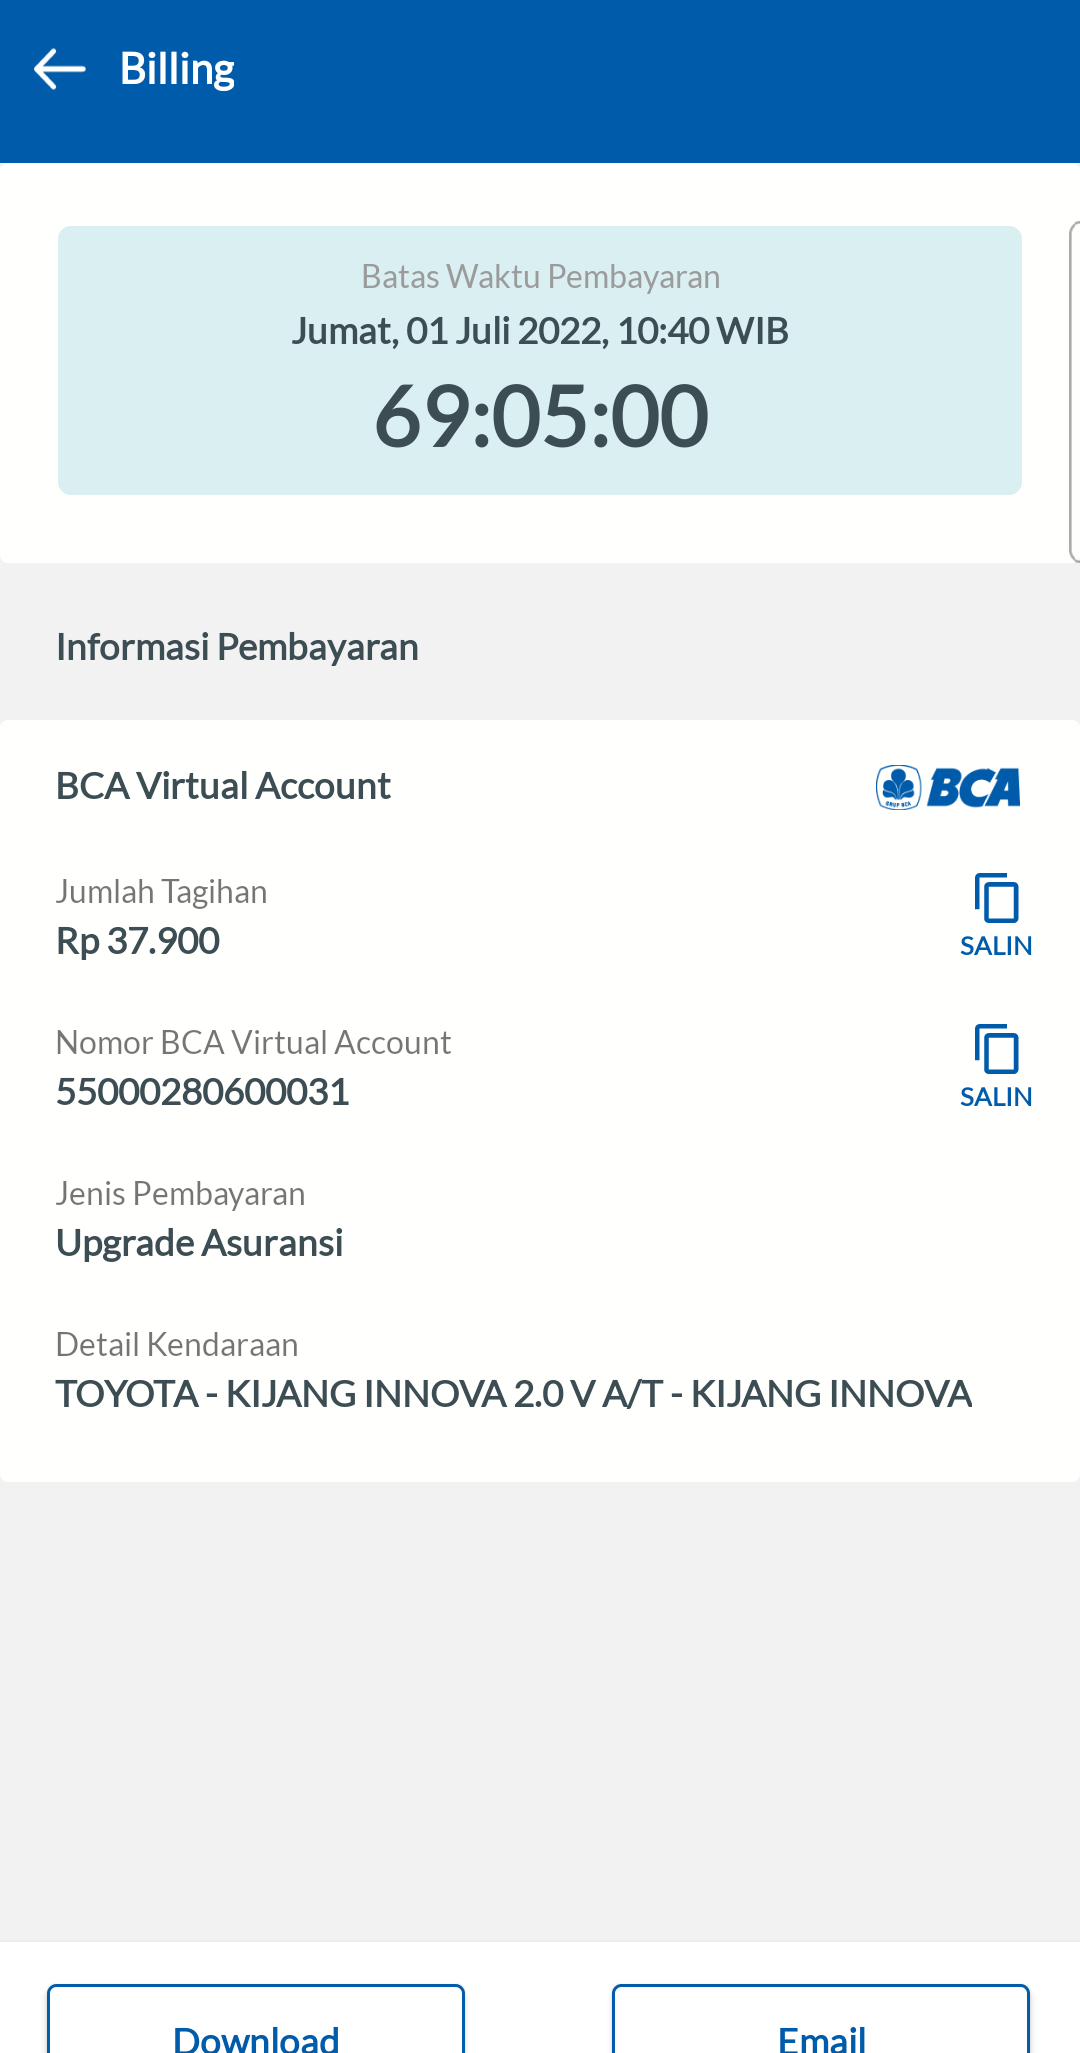 Billing
Batas Waktu Pembayaran
Jumat, 01 Juli 2022, 10:40 WIB
69:05:00
Informasi Pembayaran
BCA Virtual Account
GRUP BCA
BCA
Jumlah Tagihan
Rp 37.900
SALIN
Nomor BCA Virtual Account
55000280600031
SALIN
Jenis Pembayaran
Upgrade Asuransi
Detail Kendaraan
TOYOTA - KIJANG INNOVA 2.0 V A/T - KIJANG INNOVA
Download
Email